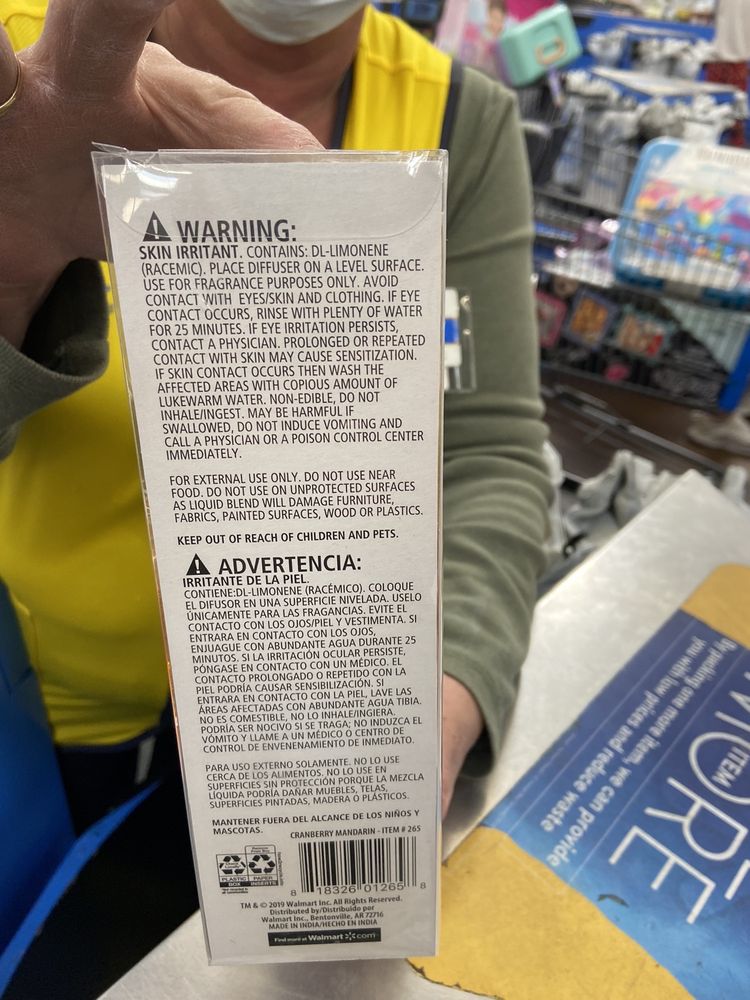 WARNING:
SKIN IRRITANT. CONTAINS: DL-LIMONENE
(RACEMIC). PLACE DIFFUSER ON A LEVEL SURFACE.
USE FOR FRAGRANCE PURPOSES ONLY. AVOID
CONTACT WITH EYES/SKIN AND CLOTHING. IF EYE
CONTACT OCCURS, RINSE WITH PLENTY OF WATER
FOR 25 MINUTES. IF EYE IRRITATION PERSISTS,
CONTACT A PHYSICIAN. PROLONGED OR REPEATED
CONTACT WITH SKIN MAY CAUSE SENSITIZATION.
IF SKIN CONTACT OCCURS THEN WASH THE
AFFECTED AREAS WITH COPIOUS AMOUNT OF
LUKEWARM WATER. NON-EDIBLE, DO NOT
INHALE/INGEST. MAY BE HARMFUL IF
SWALLOWED, DO NOT INDUCE VOMITING AND
CALL A PHYSICIAN OR A POISON CONTROL CENTER
IMMEDIATELY.
FOR EXTERNAL USE ONLY. DO NOT USE NEAR
FOOD. DO NOT USE ON UNPROTECTED SURFACES
AS LIQUID BLEND WILL DAMAGE FURNITURE,
FABRICS, PAINTED SURFACES, WOOD OR PLASTICS.
KEEP OUT OF REACH OF CHILDREN AND PETS.
ADVERTENCIA:
IRRITANTE DE LA PIEL.
CONTIENE:DL-LIMONENE (RACÉMICO). COLOQUE
EL DIFUSOR EN UNA SUPERFICIE NIVELADA. USELO
ÚNICAMENTE PARA LAS FRAGANCIAS. EVITE EL
CONTACTO CON LOS OJOS/PIEL Y VESTIMENTA. SI
ENTRARA EN CONTACTO CON LOS OJOS,
ENJUAGUE CON ABUNDANTE AGUA DURANTE 25
MINUTOS. SI LA IRRITACIÓN OCULAR PERSISTE,
PÓNGASE EN CONTACTO CON UN MÉDICO. EL
CONTACTO PROLONGADO O REPETIDO CON LA
PIEL PODRÍA CAUSAR SENSIBILIZACIÓN. SI
ENTRARA EN CONTACTO CON LA PIEL, LAVE LAS
ÁREAS AFECTADAS CON ABUNDANTE AGUA TIBIA.
NO ES COMESTIBLE, NO LO INHALE/INGIERA.
PODRÍA SER NOCIVO SI SE TRAGA; NO INDUZCA EL
VÓMITO Y LLAME A UN MÉDICO O CENTRO DE
CONTROL DE ENVENENAMIENTO DE INMEDIATO.
PARA USO EXTERNO SOLAMENTE. NO LO USE
CERCA DE LOS ALIMENTOS. NO LO USE EN
SUPERFICIES SIN PROTECCIÓN PORQUE LA MEZCLA
LÍQUIDA PODRÍA DAÑAR MUEBLES, TELAS,
SUPERFICIES PINTADAS, MADERA O PLÁSTICOS.
MANTENER FUERA DEL ALCANCE DE LOS NIÑOS Y
MASCOTAS.
CRANBERRY MANDARIN - ITEM # 265
PLASTIC BOX
PAPER INSERTS
8 18326 01265 8
TM & © 2019 Walmart Inc. All Rights Reserved.
Distributed by/Distribuido por
Walmart Inc., Bentonville, AR 72716
MADE IN INDIA/HECHO EN INDIA
Find more at Walmart.com
ITEM
MORE
By packing one more item, we can provide
you with low prices and reduce waste